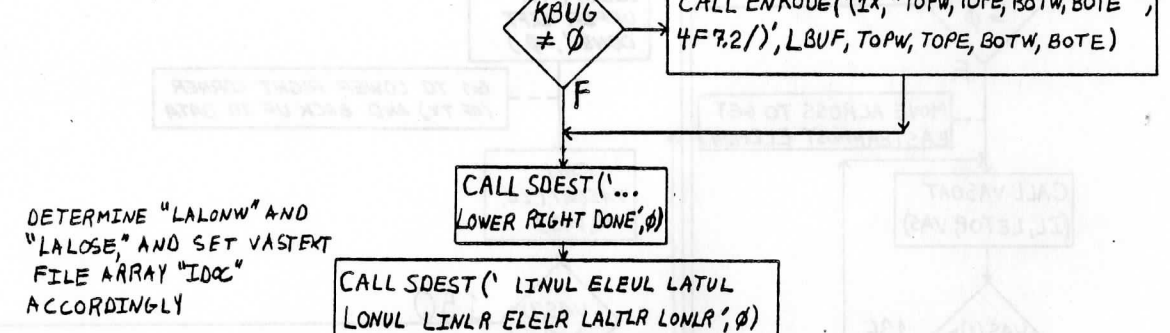 KBUG
≠ Ø
CALL ENKODE('(1X, "TOPW, TOPE, BOTW, BOTE",
4F7.2/)', LBUF, TOPW, TOPE, BOTW, BOTE)
F
CALL SDEST('...
LOWER RIGHT DONE',Ø)
DETERMINE "LALONW" AND
"LALOSE," AND SET VASTEXT
FILE ARRAY "IDOC"
ACCORDINGLY
CALL SDEST(' LINUL ELEUL LATUL
LONUL LINLR ELELR LALTLR LONLR',Ø)